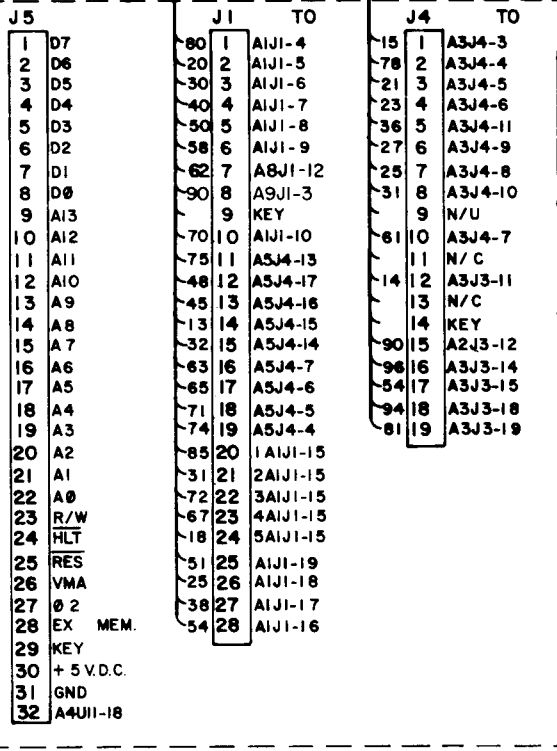 J5
1 D7
2 D6
3 D5
4 D4
5 D3
6 D2
7 D1
8 DØ
9 A13
10 A12
11 A11
12 A10
13 A9
14 A8
15 A7
16 A6
17 A5
18 A4
19 A3
20 A2
21 A1
22 AØ
23 R/W
24 HLT
25 RES
26 VMA
27 Ø2
28 EX MEM.
29 KEY
30 + 5 V.D.C.
31 GND
32 A4U11-18
J1 TO
80 1 A1J1-4
20 2 A1J1-5
30 3 A1J1-6
40 4 A1J1-7
50 5 A1J1-8
58 6 A1J1-9
62 7 A8J1-12
90 8 A9J1-3
9 KEY
70 10 A1J1-10
75 11 A5J4-13
48 12 A5J4-17
45 13 A5J4-16
13 14 A5J4-15
32 15 A5J4-14
63 16 A5J4-7
65 17 A5J4-6
71 18 A5J4-5
74 19 A5J4-4
85 20 1A1J1-15
31 21 2A1J1-15
72 22 3A1J1-15
67 23 4A1J1-15
18 24 5A1J1-15
51 25 A1J1-19
25 26 A1J1-18
38 27 A1J1-17
54 28 A1J1-16
J4 TO
15 1 A3J4-3
78 2 A3J4-4
21 3 A3J4-5
23 4 A3J4-6
36 5 A3J4-11
27 6 A3J4-9
25 7 A3J4-8
31 8 A3J4-10
9 N/U
61 10 A3J4-7
11 N/C
14 12 A3J3-11
13 N/C
14 KEY
90 15 A2J3-12
96 16 A3J3-14
54 17 A3J3-15
94 18 A3J3-18
81 19 A3J3-19